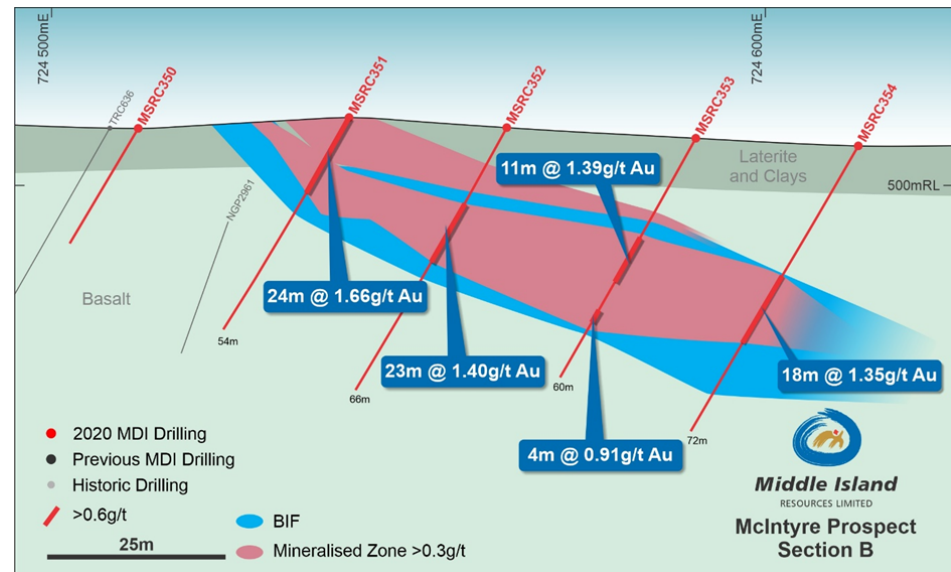 724 500mE
724 600mE
TRC636
MSRC350
MSRC351
MSRC352
MSRC353
MSRC354
11m @ 1.39g/t Au
Laterite
and Clays
500mRL
NGP2961
Basalt
24m @ 1.66g/t Au
54m
23m @ 1.40g/t Au
66m
60m
18m @ 1.35g/t Au
72m
4m @ 0.91g/t Au
2020 MDI Drilling
Previous MDI Drilling
Historic Drilling
>0.6g/t
25m
BIF
Mineralised Zone >0.3g/t
Middle Island
RESOURCES LIMITED
McIntyre Prospect
Section B